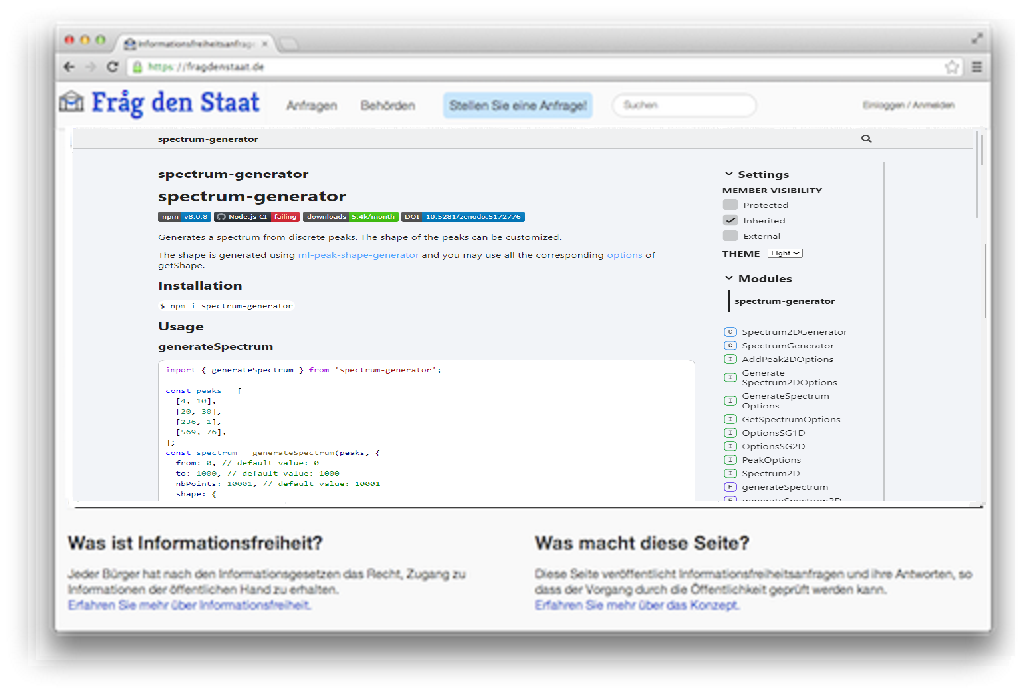 Informationsfreiheitsanfrag
https://fragdenstaat.de
Fråg den Staat
Anfragen
Behörden
Stellen Sie eine Anfrage!
Suchen
Einloggen / Anmelden
spectrum-generator
spectrum-generator
spectrum-generator
npm v8.0.8 Node.js CI failing downloads 5.4k/month DOI
Generates a spectrum from discrete peaks. The shape of the peaks can be customized.
The shape is generated using ml-peak-shape-generator and you may use all the corresponding options of
getShape.
Installation
$ npm i spectrum-generator
Usage
generateSpectrum
import { generateSpectrum } from 'spectrum-generator';
const peaks = [
[4, 10],
[20, 30],
[236, 1],
[569, 76],
];
const spectrum = generateSpectrum(peaks, {
from: 0, // default value: 0
to: 1000, // default value: 1000
nbPoints: 10001, // default value: 10001
shape: {
Settings
MEMBER VISIBILITY
Protected
Inherited
External
THEME Light
Modules
spectrum-generator
C Spectrum2DGenerator
C SpectrumGenerator
I AddPeak2DOptions
I Generate
Spectrum2DOptions
I GenerateSpectrum
Options
I GetSpectrumOptions
I OptionsSG1D
I OptionsSG2D
I PeakOptions
I Spectrum2D
F generateSpectrum
F generateSpectrum2D
Was ist Informationsfreiheit?
Jeder Bürger hat nach den Informationsgesetzen das Recht, Zugang zu
Informationen der öffentlichen Hand zu erhalten.
Erfahren Sie mehr über Informationsfreiheit.
Was macht diese Seite?
Diese Seite veröffentlicht Informationsfreiheitsanfragen und ihre Antworten, so
dass der Vorgang durch die Öffentlichkeit geprüft werden kann.
Erfahren Sie mehr über das Konzept.